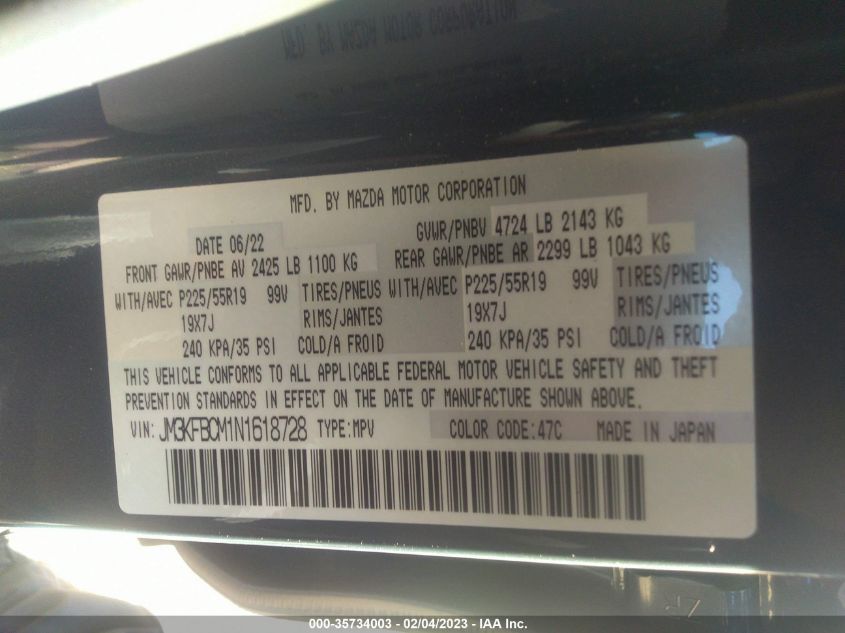 MFD. BY MAZDA MOTOR CORPORATION
MFD. BY MAZDA MOTOR CORPORATION
DATE 06/22 GVWR/PNBV 4724 LB 2143 KG
FRONT GAWR/PNBE AV 2425 LB 1100 KG REAR GAWR/PNBE AR 2299 LB 1043 KG
WITH/AVEC P225/55R19 99V TIRES/PNEUS WITH/AVEC P225/55R19 99V TIRES/PNEUS
19X7J RIMS/JANTES 19X7J RIMS/JANTES
240 KPA/35 PSI COLD/A FROID 240 KPA/35 PSI COLD/A FROID
THIS VEHICLE CONFORMS TO ALL APPLICABLE FEDERAL MOTOR VEHICLE SAFETY AND THEFT
PREVENTION STANDARDS IN EFFECT ON THE DATE OF MANUFACTURE SHOWN ABOVE.
VIN: JM3KFBCM1N1618728 TYPE:MPV COLOR CODE:47C MADE IN JAPAN
000-35734003 - 02/04/2023 - IAA Inc.